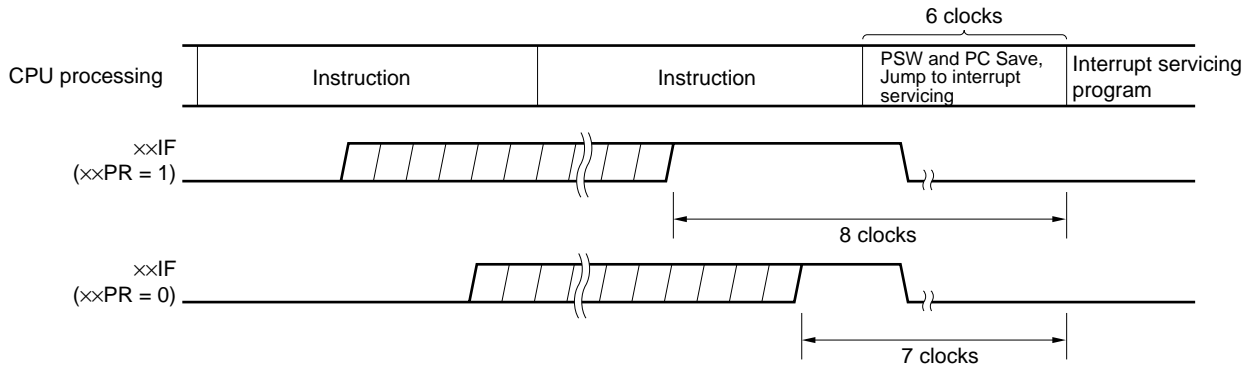 6 clocks
CPU processing
Instruction
Instruction
PSW and PC Save,
Jump to interrupt
servicing
Interrupt servicing
program
××IF
(××PR = 1)
8 clocks
××IF
(××PR = 0)
7 clocks